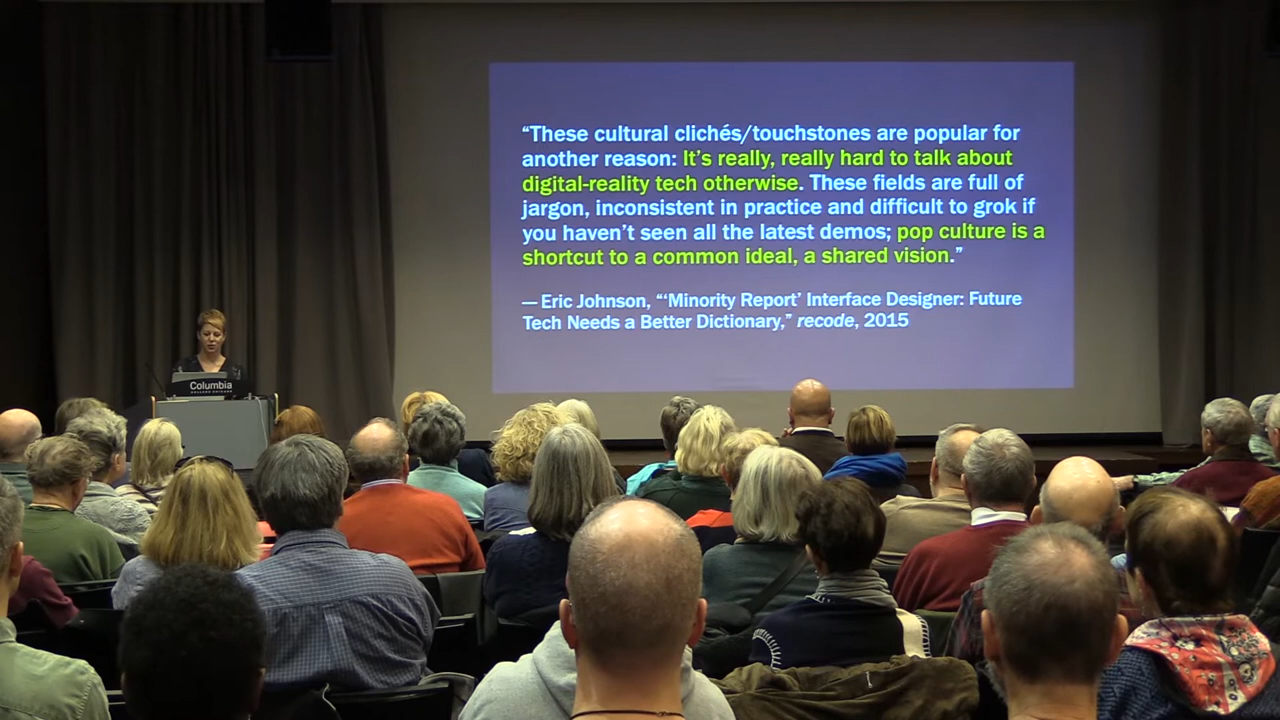 “These cultural clichés/touchstones are popular for
another reason: It’s really, really hard to talk about
digital-reality tech otherwise. These fields are full of
jargon, inconsistent in practice and difficult to grok if
you haven’t seen all the latest demos; pop culture is a
shortcut to a common ideal, a shared vision.”
— Eric Johnson, “‘Minority Report’ Interface Designer: Future
Tech Needs a Better Dictionary,” recode, 2015
Columbia
COLLEGE CHICAGO